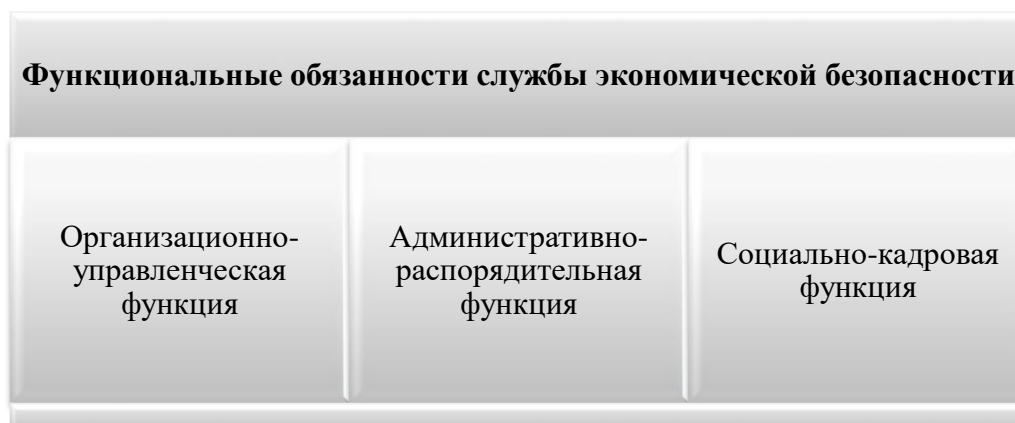 Функциональные обязанности службы экономической безопасности
Организационно-
управленческая
функция
Административно-
распорядительная
функция
Социально-кадровая
функция